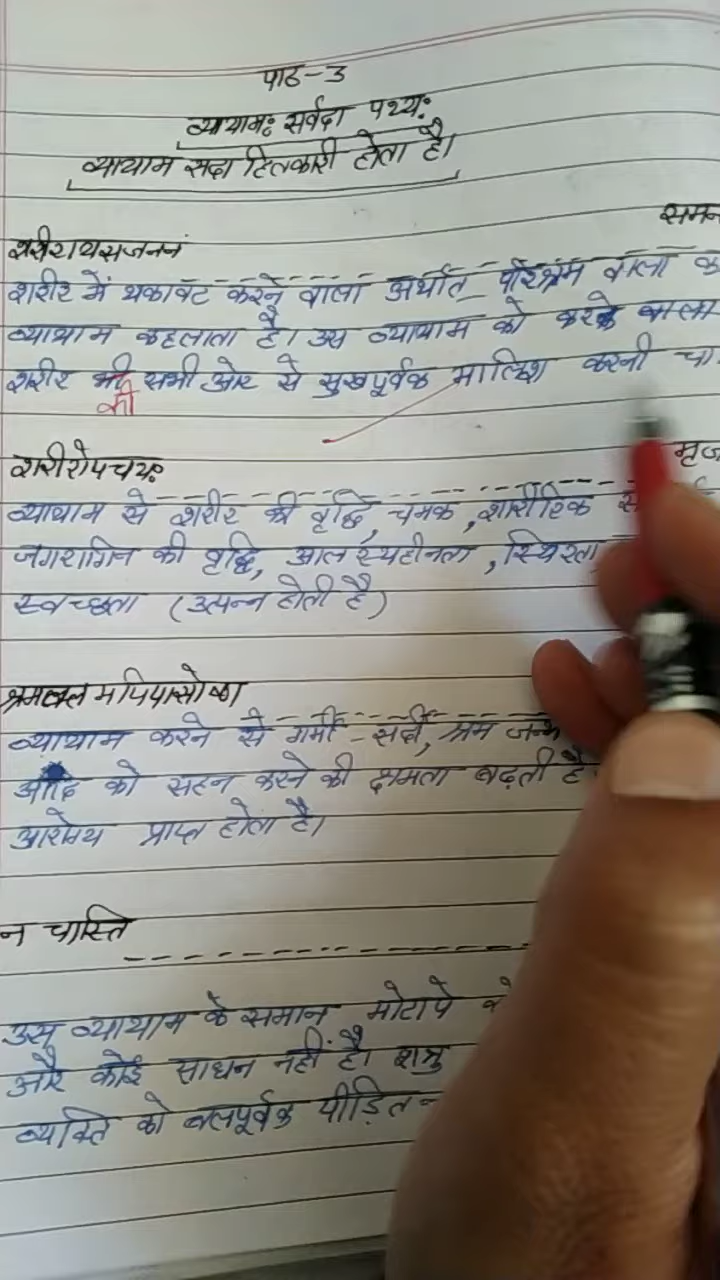 पाठ-3
व्यायामः सर्वदा पथ्यः
व्यायाम सदा हितकारी होता है।
समन
शरीरायासजननं
शरीर में थकावट करने वाला अर्थात् परिश्रम वाला क
व्यायाम कहलाता है। उस व्यायाम को करके वाला
शरीर की सभी ओर से सुखपूर्वक मालिश करनी चा
की
शरीरोपचयः
मृज
व्यायाम से शरीर की वृद्धि, चमक, शारीरिक
जठराग्नि की वृद्धि, आलस्यहीनता, स्थिरता
स्वच्छता (उत्पन्न होती है)
श्रमक्लमपिपासोष्ण
व्यायाम करने से गर्मी-सर्दी, श्रम
आदि को सहन करने की क्षमता बढ़ती है
आरोग्य प्राप्त होता है।
न चास्ति
उस व्यायाम के समान मोटापे
और कोई साधन नहीं है। शत्रु
व्यक्ति को बलपूर्वक पीड़ित